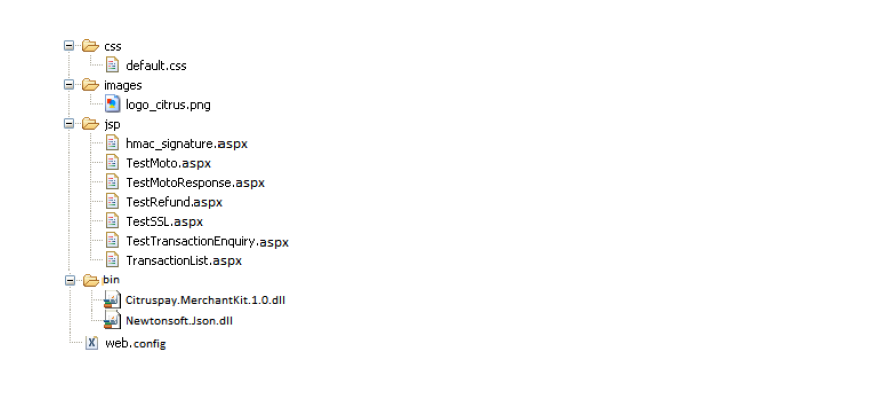 css
default.css
images
logo_citrus.png
jsp
hmac_signature.aspx
TestMoto.aspx
TestMotoResponse.aspx
TestRefund.aspx
TestSSL.aspx
TestTransactionEnquiry.aspx
TransactionList.aspx
bin
Citruspay.MerchantKit.1.0.dll
Newtonsoft.Json.dll
web.config